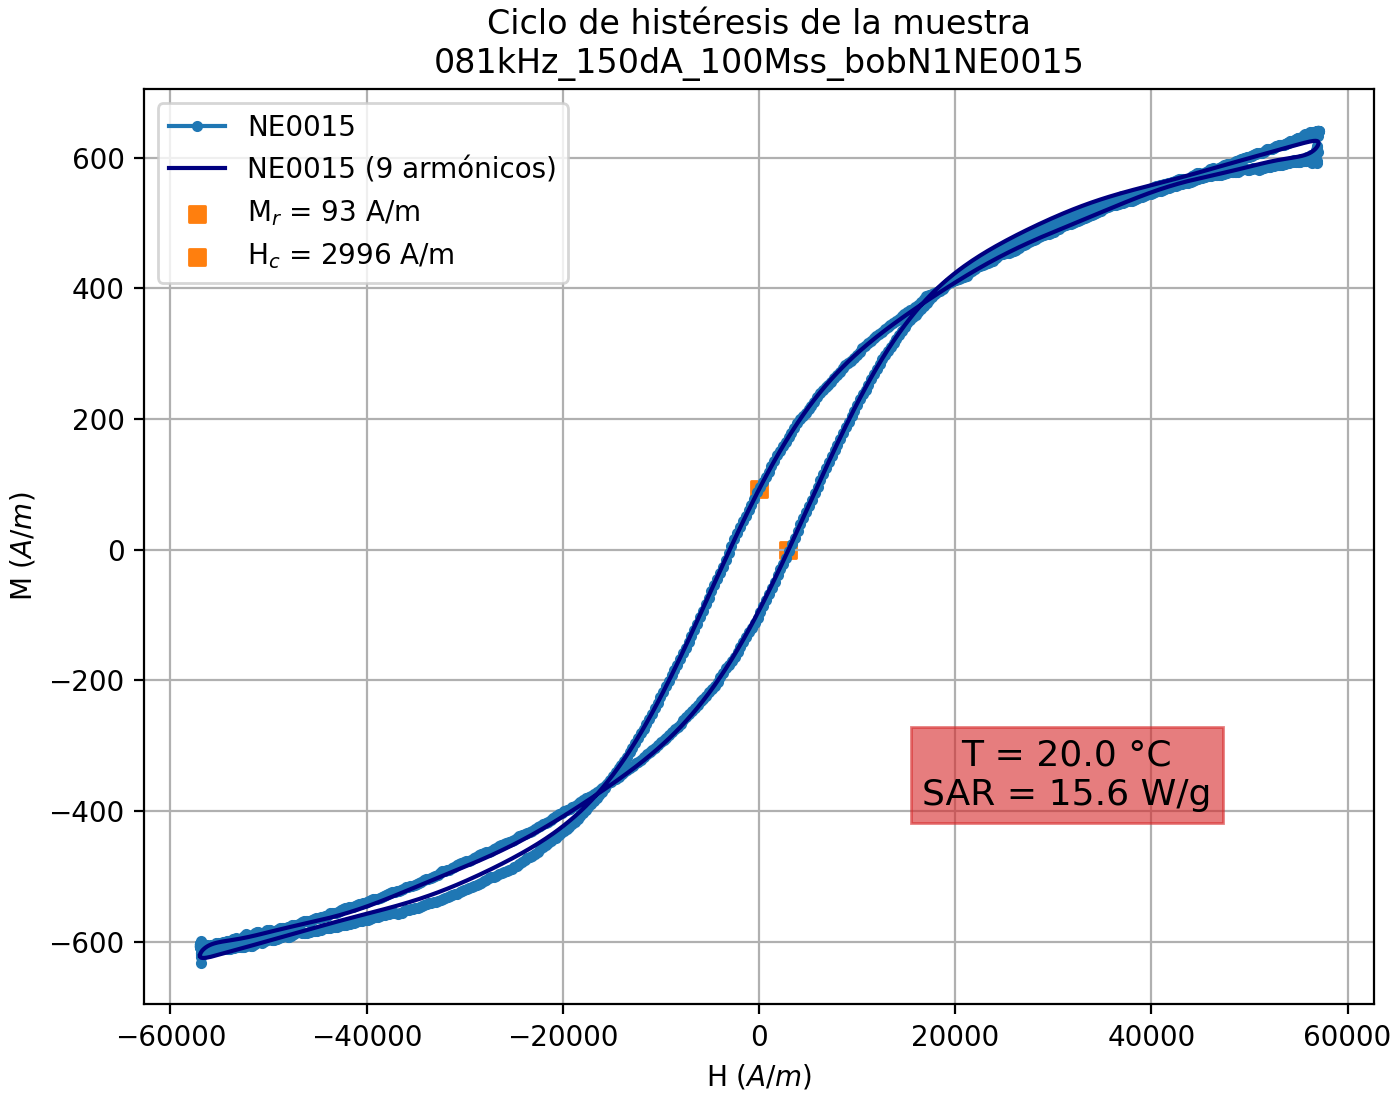 Ciclo de histéresis de la muestra
081kHz_150dA_100Mss_bobN1NE0015
NE0015
NE0015 (9 armónicos)
Mᵣ = 93 A/m
H꜀ = 2996 A/m
600
400
200
0
−200
−400
−600
M (A/m)
T = 20.0 °C
SAR = 15.6 W/g
−60000 −40000 −20000 0 20000 40000 60000
H (A/m)